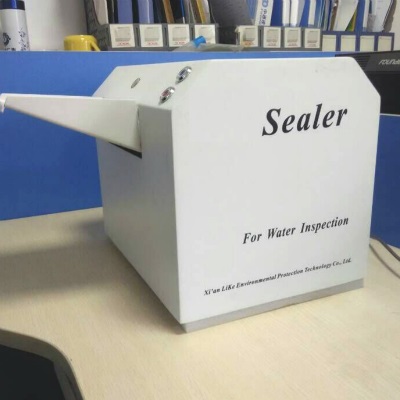 Sealer
For Water Inspection
Xi'an LiKe Environmental Protection Technology Co., Ltd.